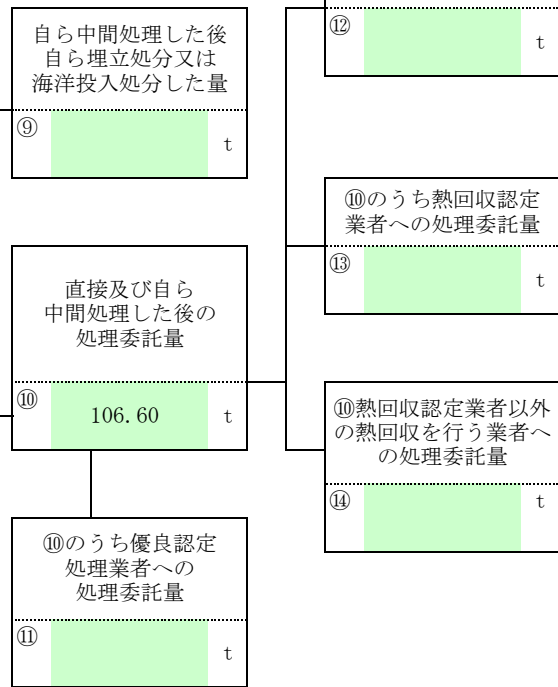 自ら中間処理した後
自ら埋立処分又は
海洋投入処分した量
⑨
t
直接及び自ら
中間処理した後の
処理委託量
⑩
106.60 t
⑩のうち優良認定
処理業者への
処理委託量
⑪
t
⑫
t
⑩のうち熱回収認定
業者への処理委託量
⑬
t
⑩熱回収認定業者以外
の熱回収を行う業者へ
の処理委託量
⑭
t